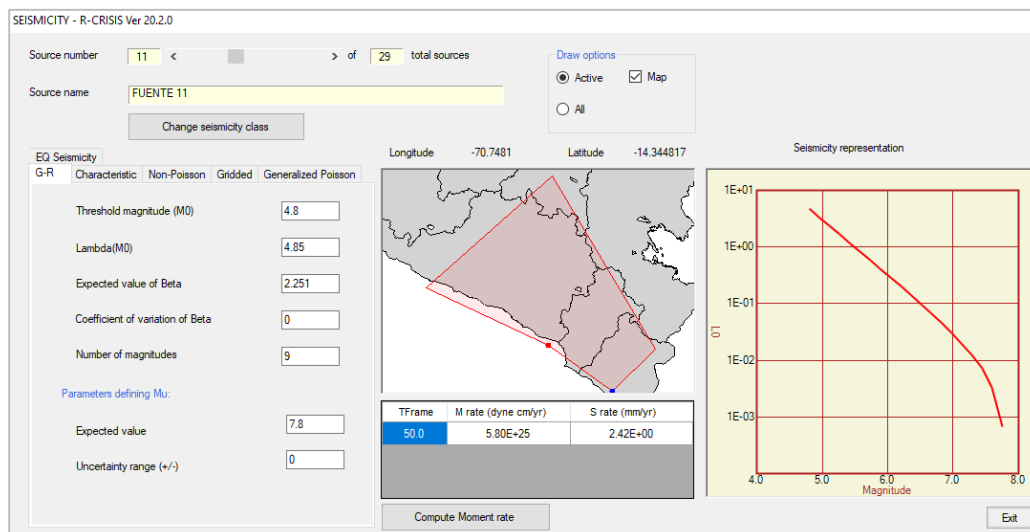 SEISMICITY - R-CRISIS Ver 20.2.0
Source number 11 < > of 29 total sources
Source name FUENTE 11
Change seismicity class
Draw options
Active Map
All
EQ Seismicity
G-R Characteristic Non-Poisson Gridded Generalized Poisson
Threshold magnitude (M0) 4.8
Lambda(M0) 4.85
Expected value of Beta 2.251
Coefficient of variation of Beta 0
Number of magnitudes 9
Parameters defining Mu:
Expected value 7.8
Uncertainty range (+/-) 0
Longitude -70.7481 Latitude -14.344817
TFrame M rate (dyne cm/yr) S rate (mm/yr)
50.0 5.80E+25 2.42E+00
Compute Moment rate
Seismicity representation
1E+01
1E+00
1E-01
L0
1E-02
1E-03
4.0 5.0 6.0 7.0 8.0
Magnitude
Exit